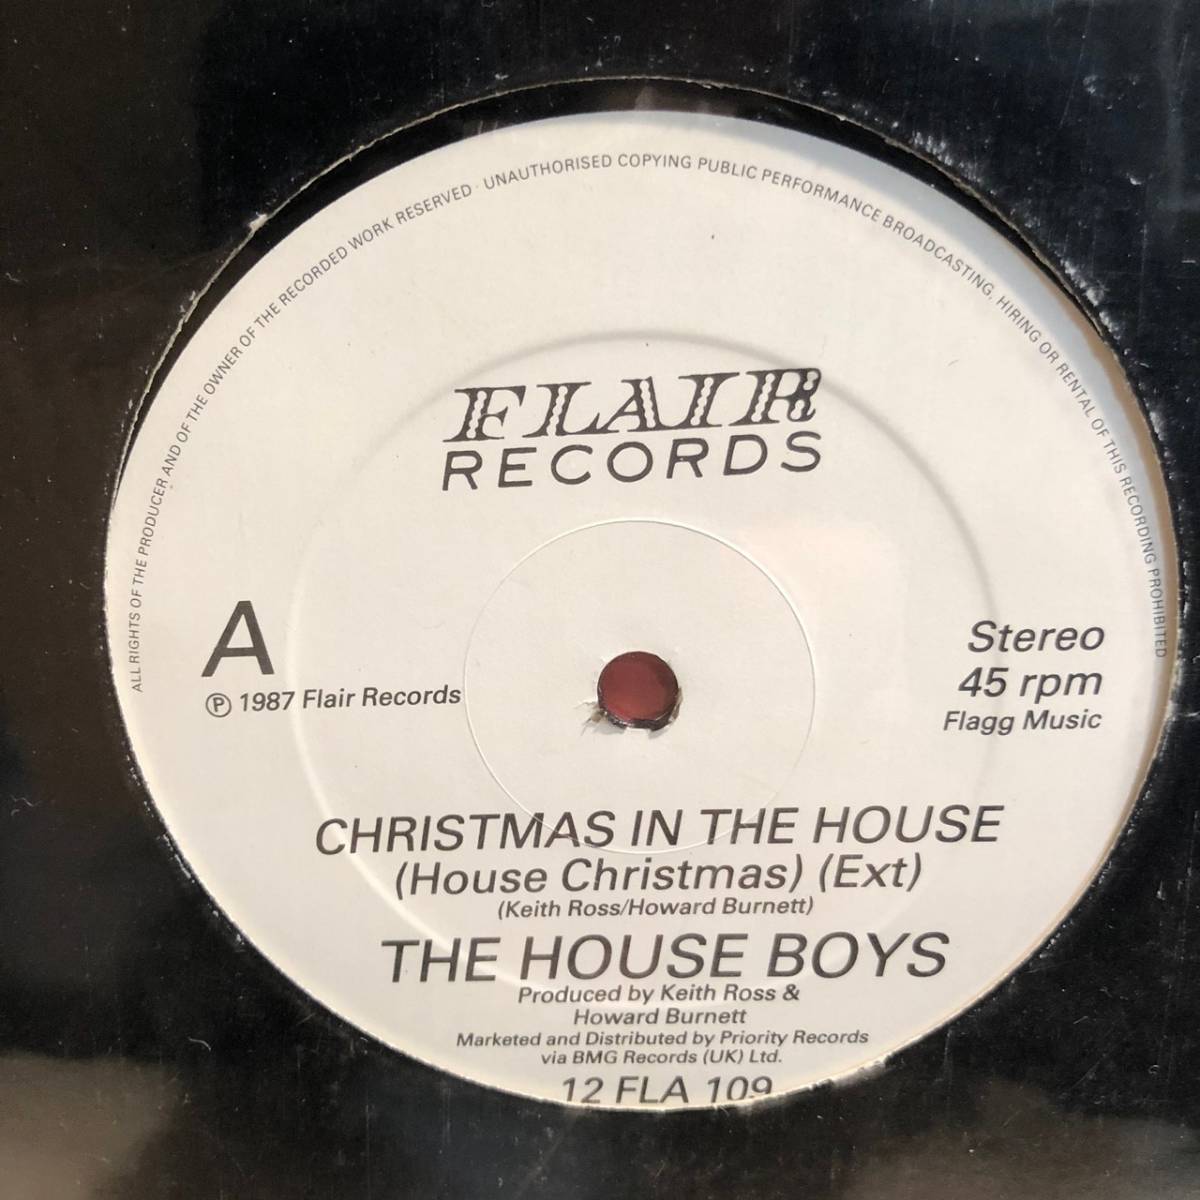 ALL RIGHTS OF THE PRODUCER AND OF THE OWNER OF THE RECORDED WORK RESERVED · UNAUTHORISED COPYING PUBLIC PERFORMANCE BROADCASTING, HIRING OR RENTAL OF THIS RECORDING PROHIBITED
FLAIR
RECORDS
A
℗ 1987 Flair Records
Stereo
45 rpm
Flagg Music
CHRISTMAS IN THE HOUSE
(House Christmas) (Ext)
(Keith Ross/Howard Burnett)
THE HOUSE BOYS
Produced by Keith Ross &
Howard Burnett
Marketed and Distributed by Priority Records
via BMG Records (UK) Ltd.
12 FLA 109